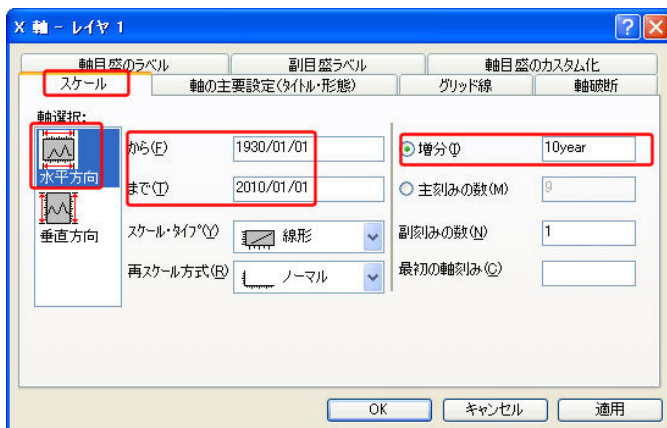 X 軸 - レイヤ 1
軸目盛のラベル
副目盛ラベル
軸目盛のカスタム化
スケール
軸の主要設定(タイトル・形態)
グリッド線
軸破断
軸選択:
水平方向
垂直方向
から(F)
1930/01/01
まで(T)
2010/01/01
スケール・タイプ(Y)
線形
再スケール方式(R)
ノーマル
増分(I)
10year
主刻みの数(M)
9
副刻みの数(N)
1
最初の軸刻み(C)
OK
キャンセル
適用